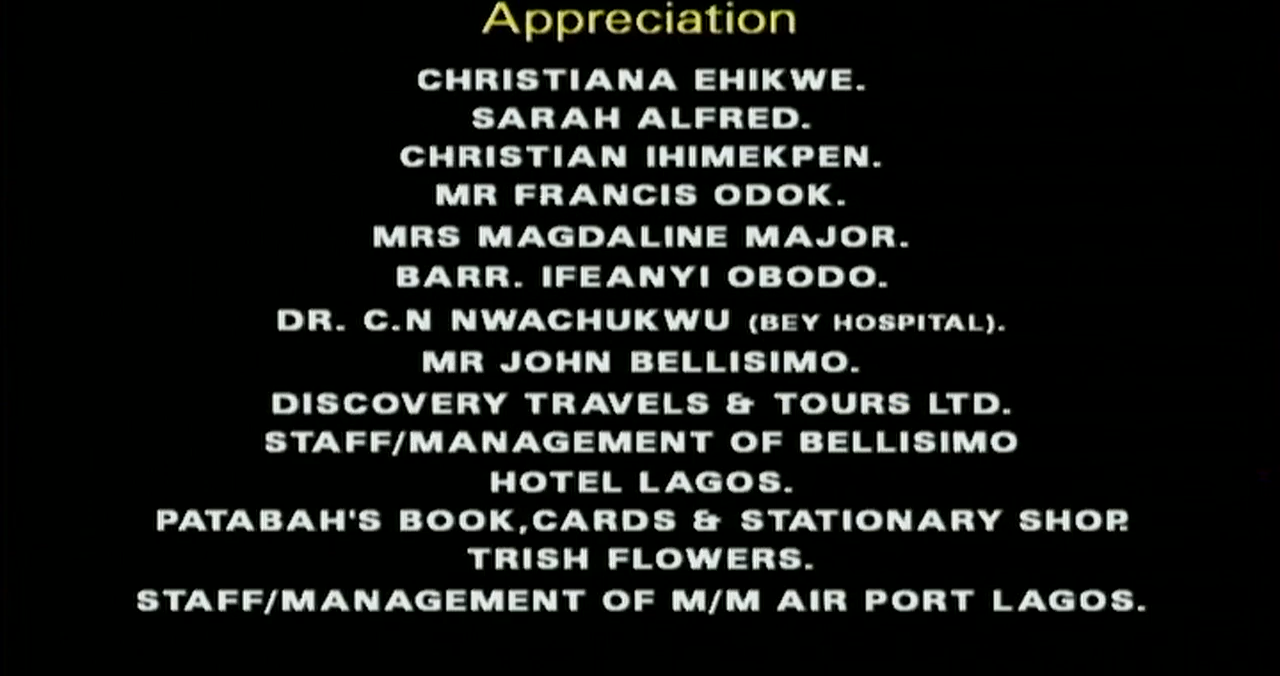 Appreciation
CHRISTIANA EHIKWE.
SARAH ALFRED.
CHRISTIAN IHIMEKPEN.
MR FRANCIS ODOK.
MRS MAGDALINE MAJOR.
BARR. IFEANYI OBODO.
DR. C.N NWACHUKWU (BEY HOSPITAL).
MR JOHN BELLISIMO.
DISCOVERY TRAVELS & TOURS LTD.
STAFF/MANAGEMENT OF BELLISIMO
HOTEL LAGOS.
PATABAH'S BOOK,CARDS & STATIONARY SHOP.
TRISH FLOWERS.
STAFF/MANAGEMENT OF M/M AIR PORT LAGOS.